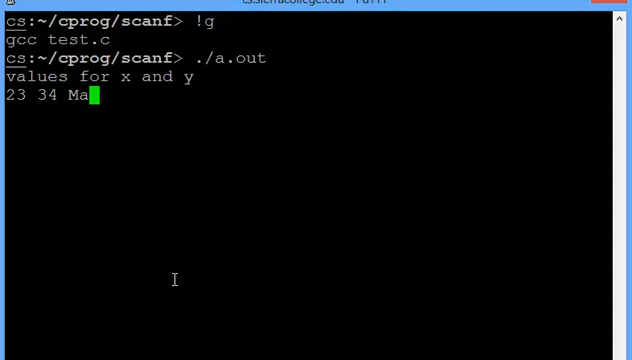 cs:~/cprog/scanf> !g
gcc test.c
cs:~/cprog/scanf> ./a.out
values for x and y
23 34 Ma